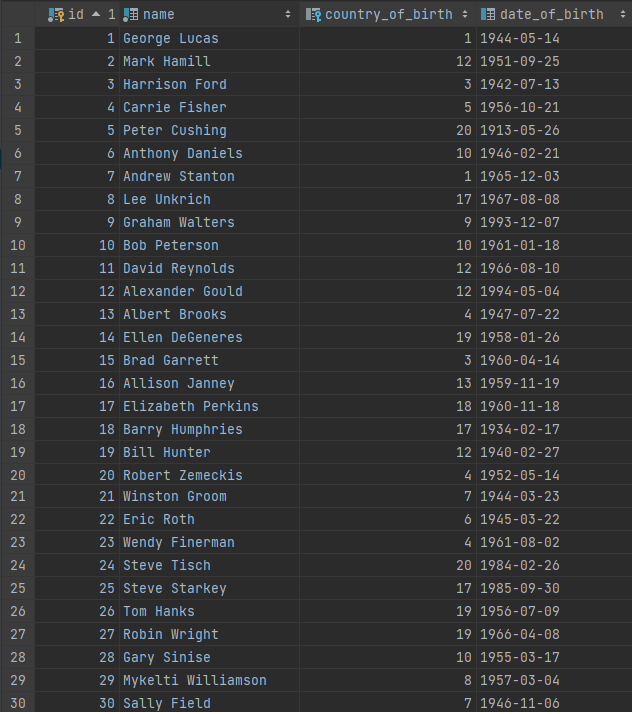 id 1 name country_of_birth date_of_birth
1 1 George Lucas 1 1944-05-14
2 2 Mark Hamill 12 1951-09-25
3 3 Harrison Ford 3 1942-07-13
4 4 Carrie Fisher 5 1956-10-21
5 5 Peter Cushing 20 1913-05-26
6 6 Anthony Daniels 10 1946-02-21
7 7 Andrew Stanton 1 1965-12-03
8 8 Lee Unkrich 17 1967-08-08
9 9 Graham Walters 9 1993-12-07
10 10 Bob Peterson 10 1961-01-18
11 11 David Reynolds 12 1966-08-10
12 12 Alexander Gould 12 1994-05-04
13 13 Albert Brooks 4 1947-07-22
14 14 Ellen DeGeneres 19 1958-01-26
15 15 Brad Garrett 3 1960-04-14
16 16 Allison Janney 13 1959-11-19
17 17 Elizabeth Perkins 18 1960-11-18
18 18 Barry Humphries 17 1934-02-17
19 19 Bill Hunter 12 1940-02-27
20 20 Robert Zemeckis 4 1952-05-14
21 21 Winston Groom 7 1944-03-23
22 22 Eric Roth 6 1945-03-22
23 23 Wendy Finerman 4 1961-08-02
24 24 Steve Tisch 20 1984-02-26
25 25 Steve Starkey 17 1985-09-30
26 26 Tom Hanks 19 1956-07-09
27 27 Robin Wright 19 1966-04-08
28 28 Gary Sinise 10 1955-03-17
29 29 Mykelti Williamson 8 1957-03-04
30 30 Sally Field 7 1946-11-06